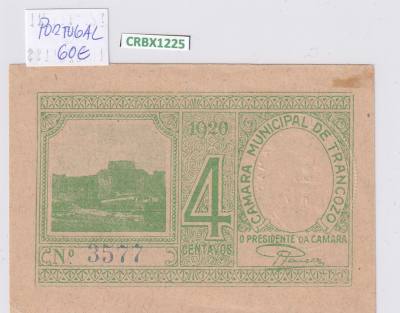 PORTUGAL
60€
CRBX1225
1920
CAMARA MUNICIPAL DE TRANCOZO
4
CENTAVOS
O PRESIDENTE DA CAMARA
Nº 3577